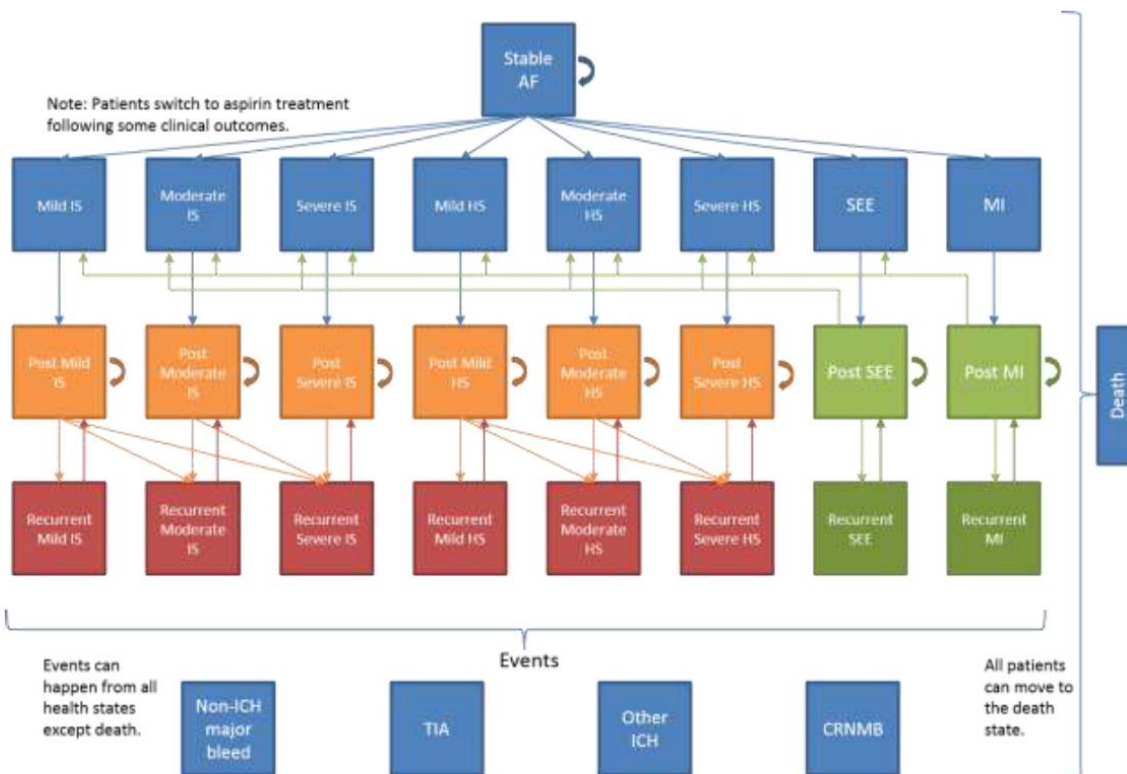 Stable
AF
Note: Patients switch to aspirin treatment
following some clinical outcomes.
Mild IS
Moderate
IS
Severe IS
Mild HS
Moderate
HS
Severe HS
SEE
MI
Post Mild
IS
Post
Moderate
IS
Post
Severe IS
Post Mild
HS
Post
Moderate
HS
Post
Severe HS
Post SEE
Post MI
Death
Recurrent
Mild IS
Recurrent
Moderate
IS
Recurrent
Severe IS
Recurrent
Mild HS
Recurrent
Moderate
HS
Recurrent
Severe HS
Recurrent
SEE
Recurrent
MI
Events
Events can
happen from all
health states
except death.
Non-ICH
major
bleed
TIA
Other
ICH
CRNMB
All patients
can move to
the death
state.